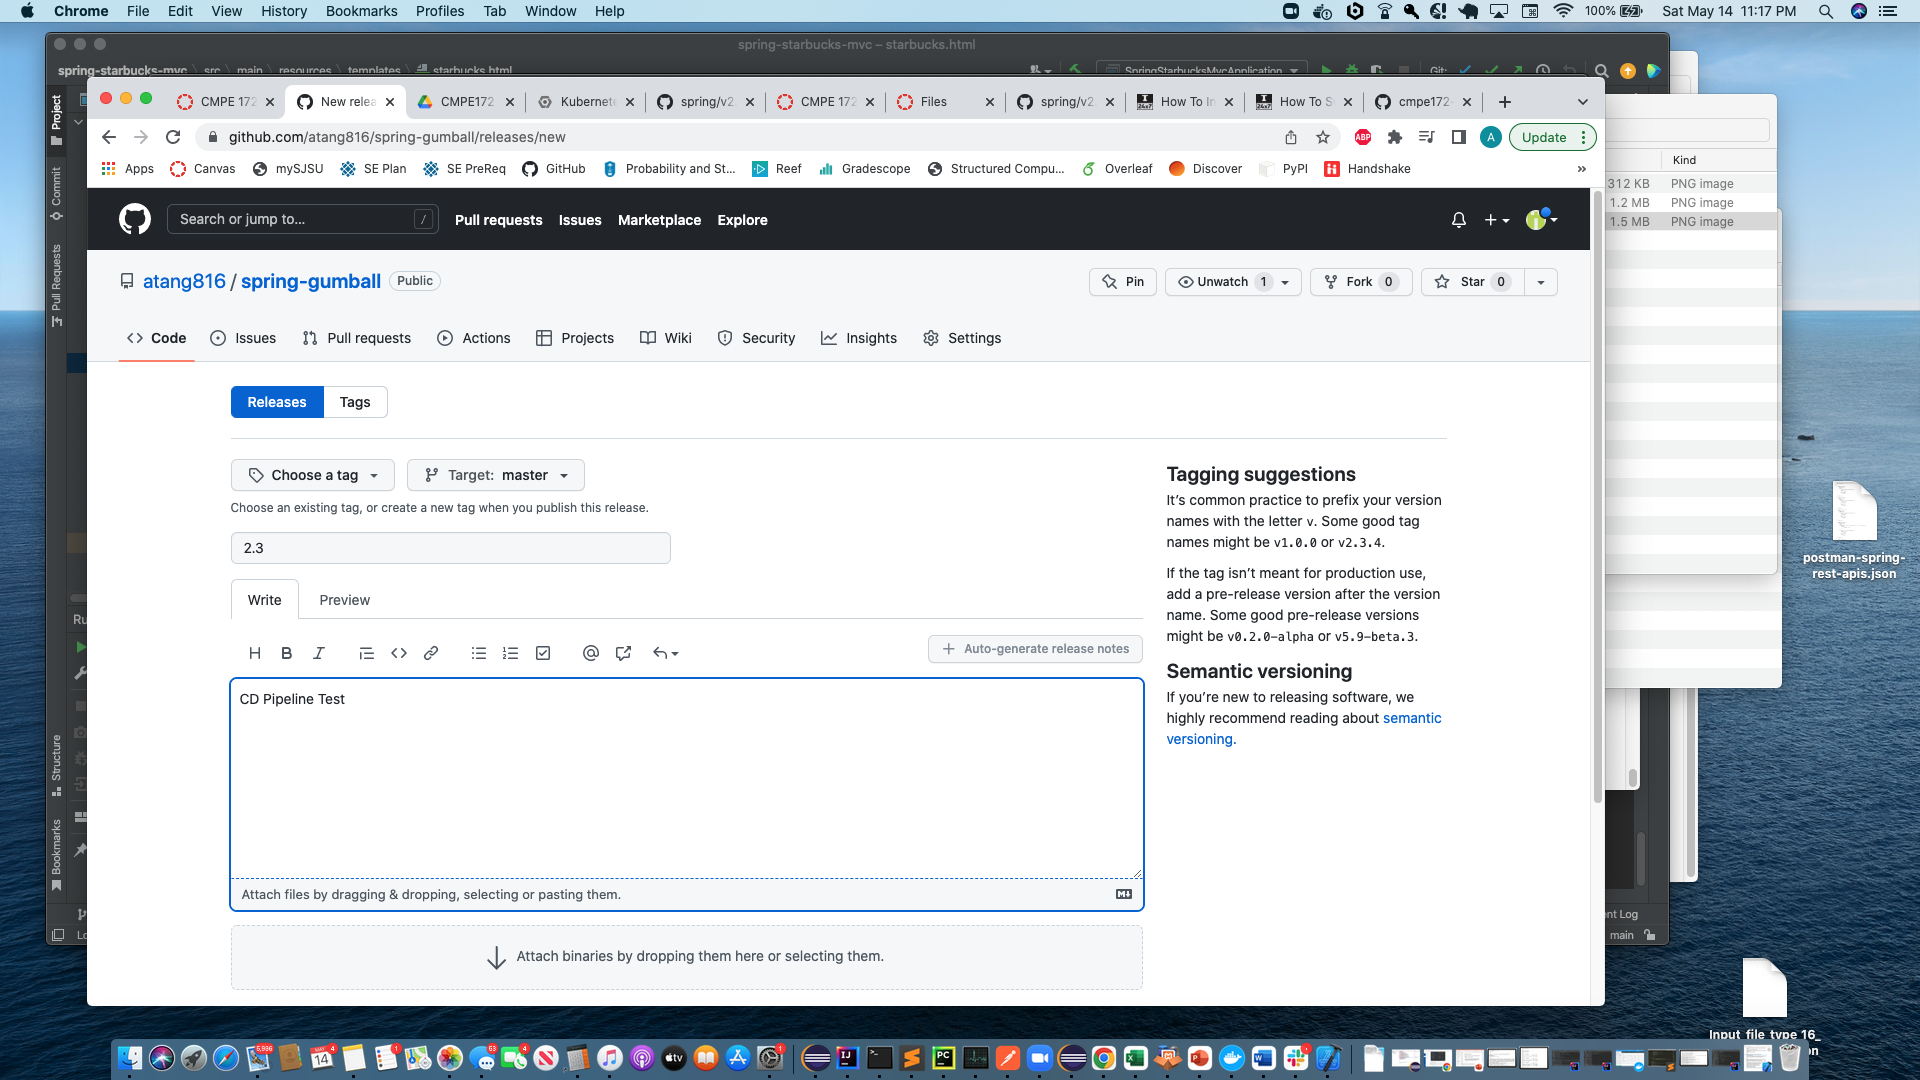 Chrome File Edit View History Bookmarks Profiles Tab Window Help 100% Sat May 14 11:17 PM
spring-starbucks-mvc – starbucks.html
spring-starbucks-mvc src main resources templates starbucks.html SpringStarbucksMvcApplication Git:
CMPE 172 New relea CMPE172 Kubernet spring/v2 CMPE 172 Files spring/v2 How To In How To S cmpe172
github.com/atang816/spring-gumball/releases/new ABP A Update
Apps Canvas mySJSU SE Plan SE PreReq GitHub Probability and St... Reef Gradescope Structured Compu... Overleaf Discover PyPI Handshake »
Search or jump to... / Pull requests Issues Marketplace Explore
atang816 / spring-gumball Public Pin Unwatch 1 Fork 0 Star 0
Code Issues Pull requests Actions Projects Wiki Security Insights Settings
Releases Tags
Choose a tag Target: master
Choose an existing tag, or create a new tag when you publish this release.
2.3
Write Preview
H B I Auto-generate release notes
CD Pipeline Test
Attach files by dragging & dropping, selecting or pasting them.
Attach binaries by dropping them here or selecting them.
Tagging suggestions
It's common practice to prefix your version
names with the letter v. Some good tag
names might be v1.0.0 or v2.3.4.
If the tag isn't meant for production use,
add a pre-release version after the version
name. Some good pre-release versions
might be v0.2.0-alpha or v5.9-beta.3.
Semantic versioning
If you're new to releasing software, we
highly recommend reading about semantic
versioning.
Project
Commit
Pull Requests
Structure
Bookmarks
Kind
312 KB PNG image
1.2 MB PNG image
1.5 MB PNG image
postman-spring-
rest-apis.json
main
Input_file_type 16_